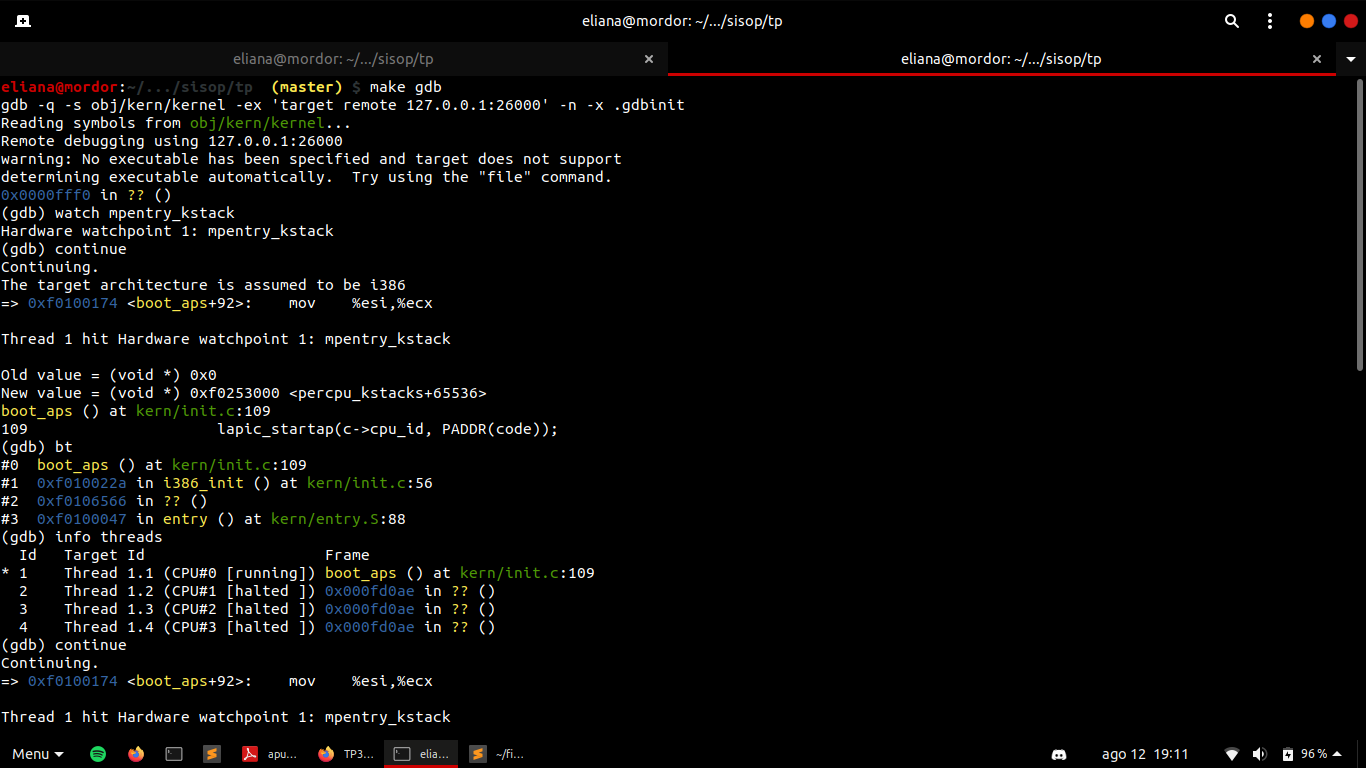 eliana@mordor: ~/.../sisop/tp
eliana@mordor: ~/.../sisop/tp ×
eliana@mordor: ~/.../sisop/tp ×
eliana@mordor:~/.../sisop/tp (master) $ make gdb
gdb -q -s obj/kern/kernel -ex 'target remote 127.0.0.1:26000' -n -x .gdbinit
Reading symbols from obj/kern/kernel...
Remote debugging using 127.0.0.1:26000
warning: No executable has been specified and target does not support
determining executable automatically.  Try using the "file" command.
0x0000fff0 in ?? ()
(gdb) watch mpentry_kstack
Hardware watchpoint 1: mpentry_kstack
(gdb) continue
Continuing.
The target architecture is assumed to be i386
=> 0xf0100174 <boot_aps+92>:    mov    %esi,%ecx
Thread 1 hit Hardware watchpoint 1: mpentry_kstack
Old value = (void *) 0x0
New value = (void *) 0xf0253000 <percpu_kstacks+65536>
boot_aps () at kern/init.c:109
109                     lapic_startap(c->cpu_id, PADDR(code));
(gdb) bt
#0  boot_aps () at kern/init.c:109
#1  0xf010022a in i386_init () at kern/init.c:56
#2  0xf0106566 in ?? ()
#3  0xf0100047 in entry () at kern/entry.S:88
(gdb) info threads
  Id   Target Id                  Frame
* 1    Thread 1.1 (CPU#0 [running]) boot_aps () at kern/init.c:109
  2    Thread 1.2 (CPU#1 [halted ]) 0x000fd0ae in ?? ()
  3    Thread 1.3 (CPU#2 [halted ]) 0x000fd0ae in ?? ()
  4    Thread 1.4 (CPU#3 [halted ]) 0x000fd0ae in ?? ()
(gdb) continue
Continuing.
=> 0xf0100174 <boot_aps+92>:    mov    %esi,%ecx
Thread 1 hit Hardware watchpoint 1: mpentry_kstack
Menu apu... TP3... elia... ~/fi... ago 12 19:11 96 %